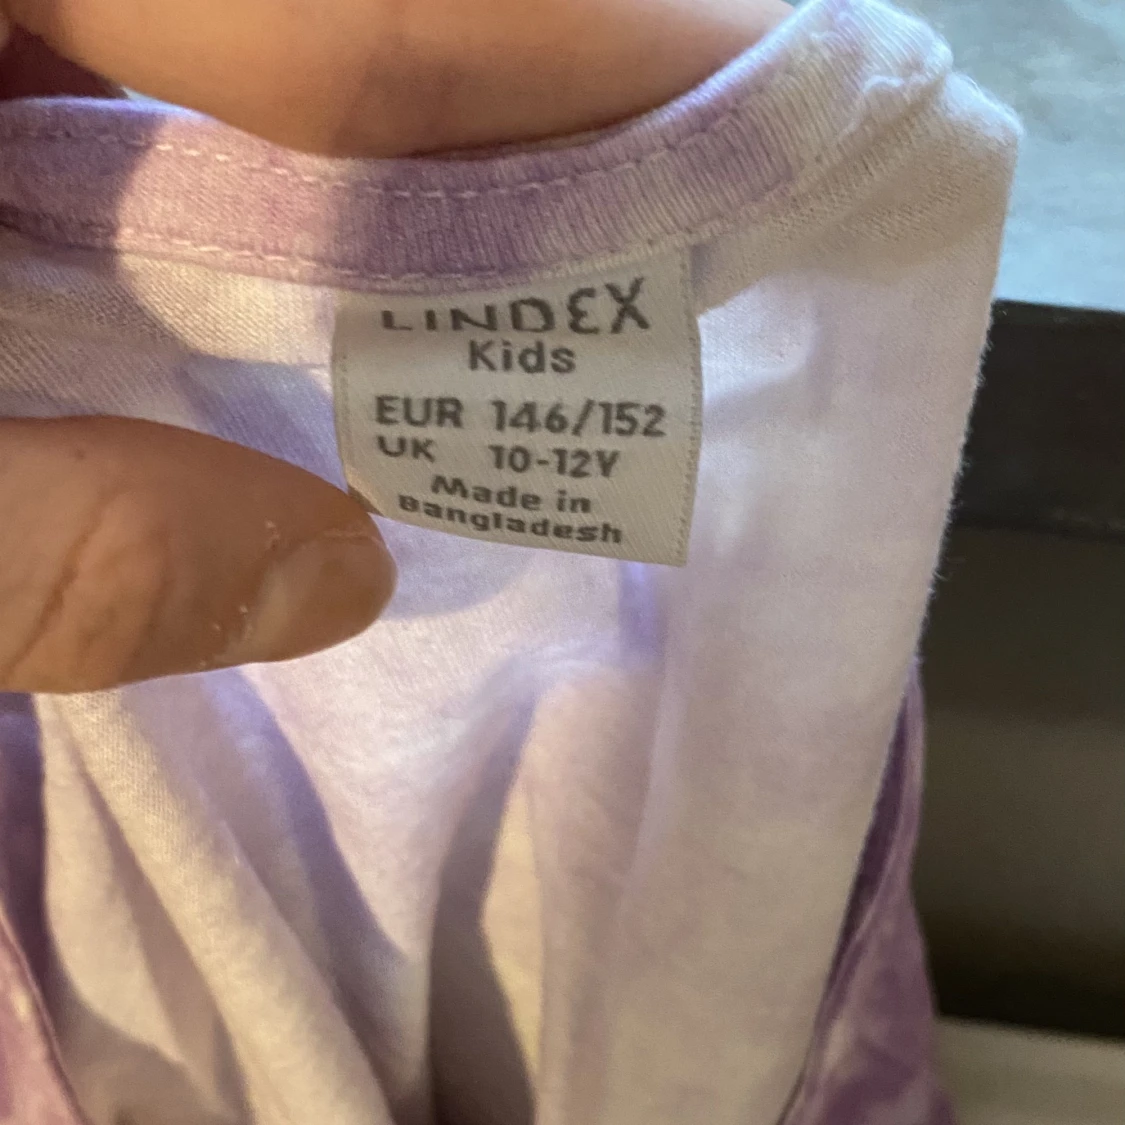 LINDEX
Kids
EUR 146/152
UK 10-12Y
Made in
Bangladesh